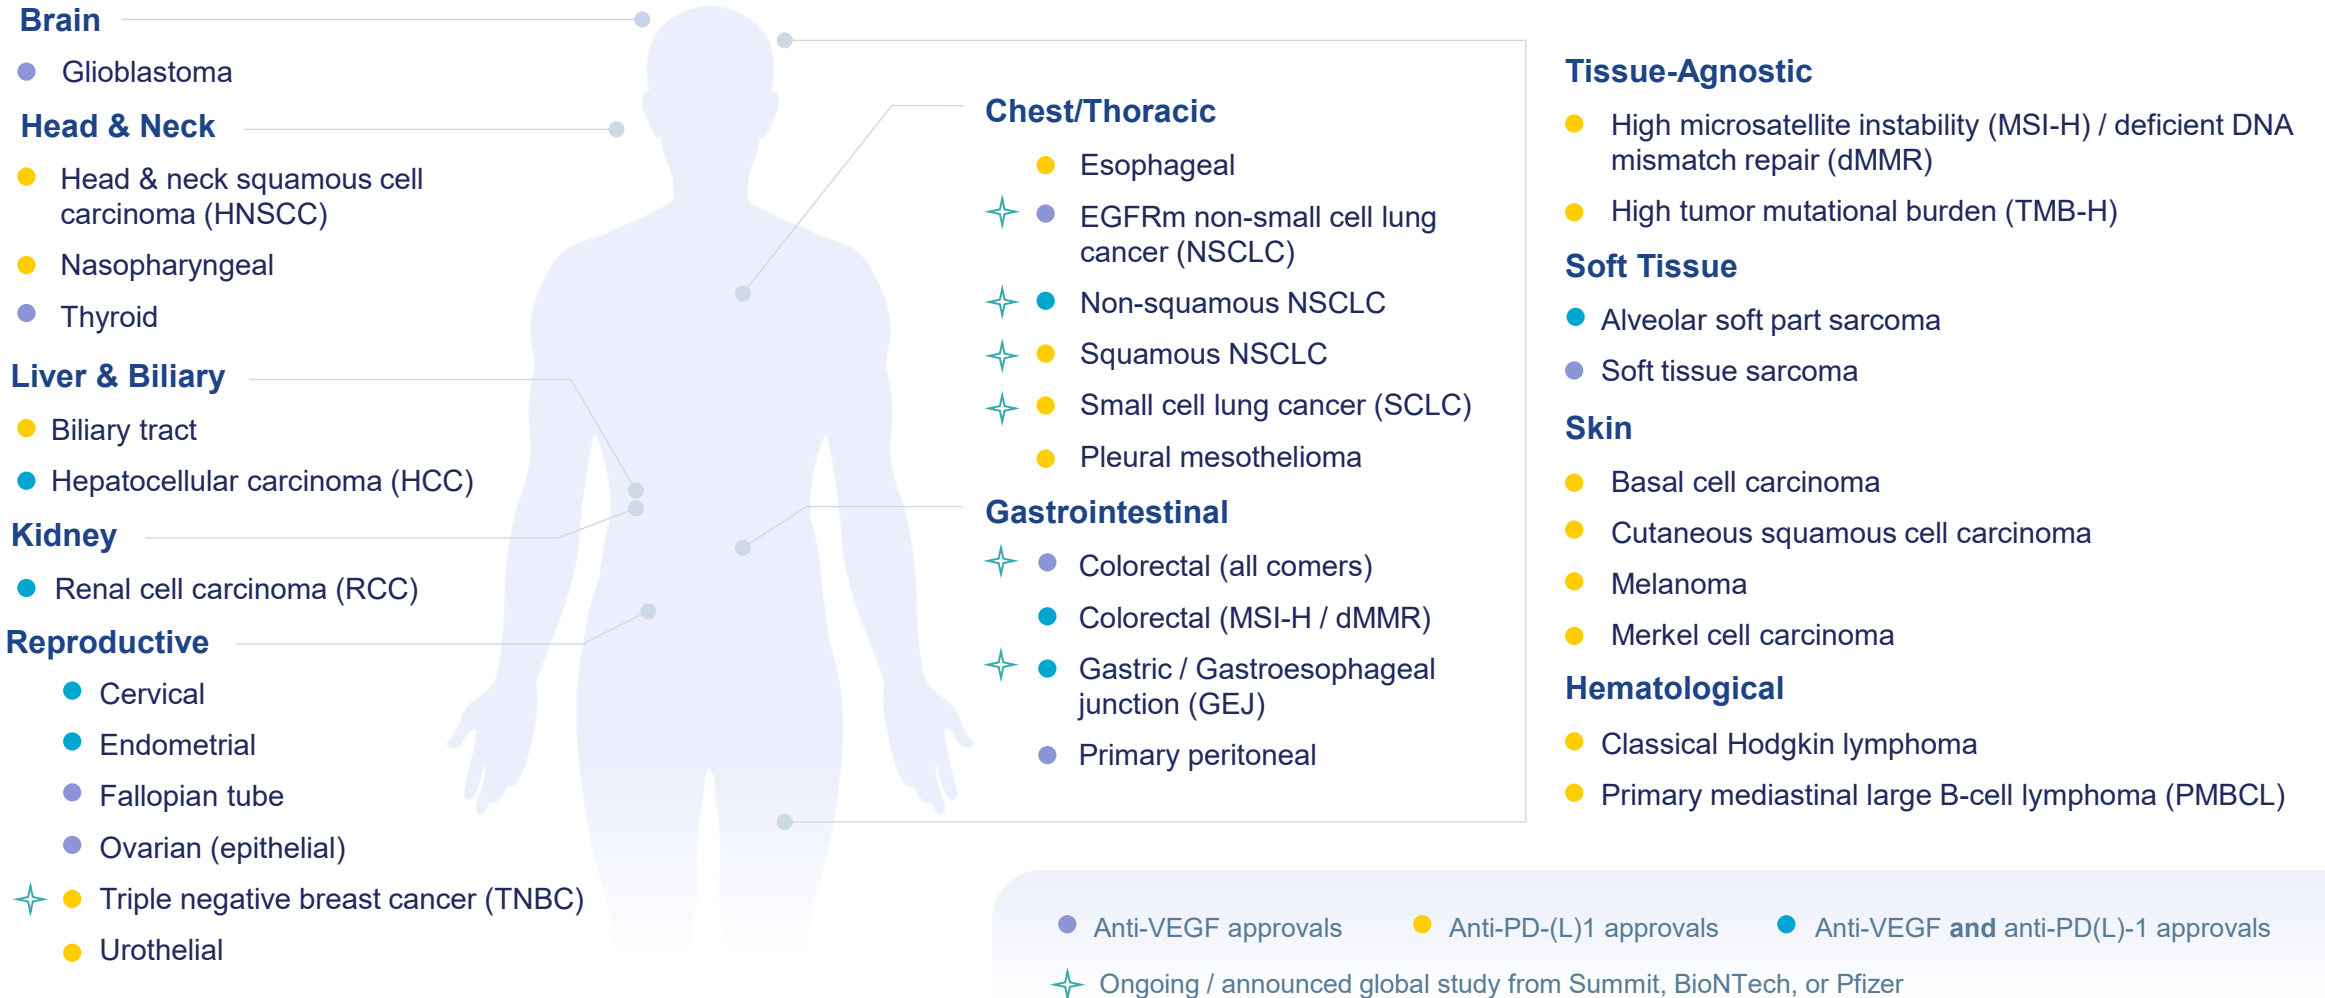 Brain
Glioblastoma
Head & Neck
Head & neck squamous cell
carcinoma (HNSCC)
Nasopharyngeal
Thyroid
Liver & Biliary
Biliary tract
Hepatocellular carcinoma (HCC)
Kidney
Renal cell carcinoma (RCC)
Reproductive
Cervical
Endometrial
Fallopian tube
Ovarian (epithelial)
Triple negative breast cancer (TNBC)
Urothelial
Chest/Thoracic
Esophageal
EGFRm non-small cell lung
cancer (NSCLC)
Non-squamous NSCLC
Squamous NSCLC
Small cell lung cancer (SCLC)
Pleural mesothelioma
Gastrointestinal
Colorectal (all comers)
Colorectal (MSI-H / dMMR)
Gastric / Gastroesophageal
junction (GEJ)
Primary peritoneal
Tissue-Agnostic
High microsatellite instability (MSI-H) / deficient DNA
mismatch repair (dMMR)
High tumor mutational burden (TMB-H)
Soft Tissue
Alveolar soft part sarcoma
Soft tissue sarcoma
Skin
Basal cell carcinoma
Cutaneous squamous cell carcinoma
Melanoma
Merkel cell carcinoma
Hematological
Classical Hodgkin lymphoma
Primary mediastinal large B-cell lymphoma (PMBCL)
Anti-VEGF approvals
Anti-PD-(L)1 approvals
Anti-VEGF and anti-PD(L)-1 approvals
Ongoing / announced global study from Summit, BioNTech, or Pfizer